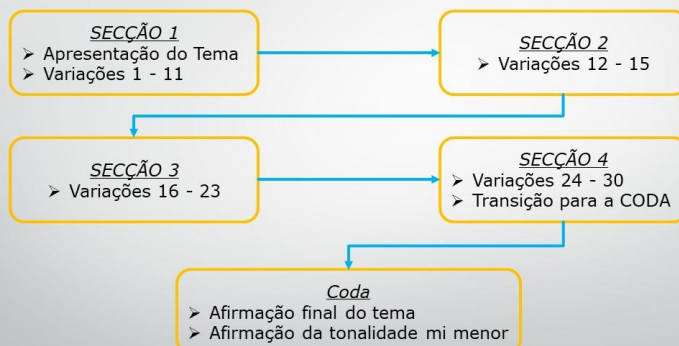 SECÇÃO 1
➢ Apresentação do Tema
➢ Variações 1 - 11
SECÇÃO 2
➢ Variações 12 - 15
SECÇÃO 3
➢ Variações 16 - 23
SECÇÃO 4
➢ Variações 24 - 30
➢ Transição para a CODA
Coda
➢ Afirmação final do tema
➢ Afirmação da tonalidade mi menor